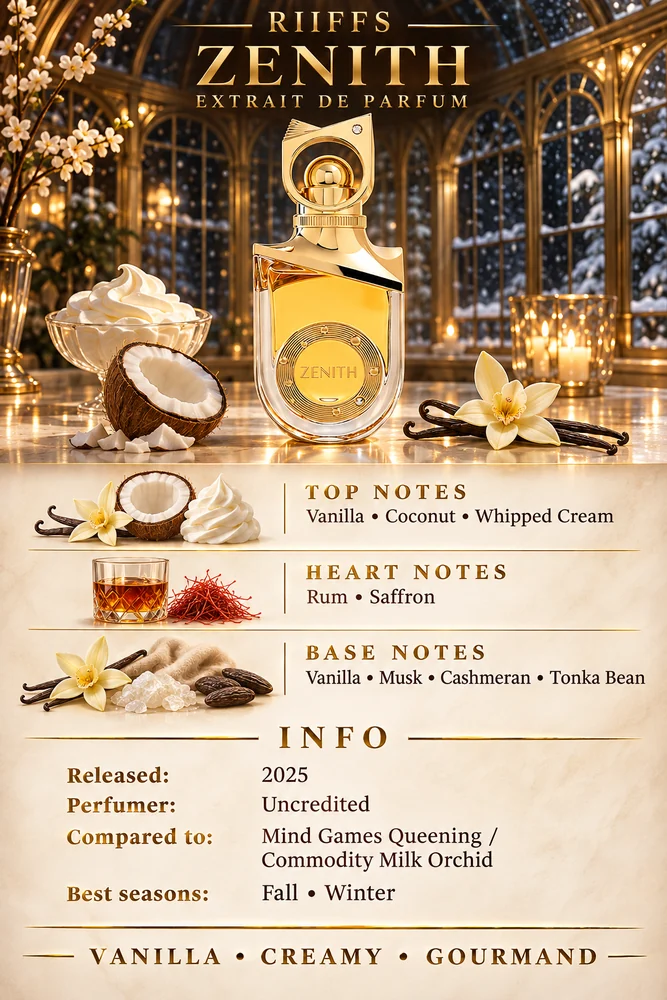 RIIFFS
ZENITH
EXTRAIT DE PARFUM
ZENITH
TOP NOTES
Vanilla • Coconut • Whipped Cream
HEART NOTES
Rum • Saffron
BASE NOTES
Vanilla • Musk • Cashmeran • Tonka Bean
INFO
Released: 2025
Perfumer: Uncredited
Compared to: Mind Games Queening /
Commodity Milk Orchid
Best seasons: Fall • Winter
VANILLA • CREAMY • GOURMAND